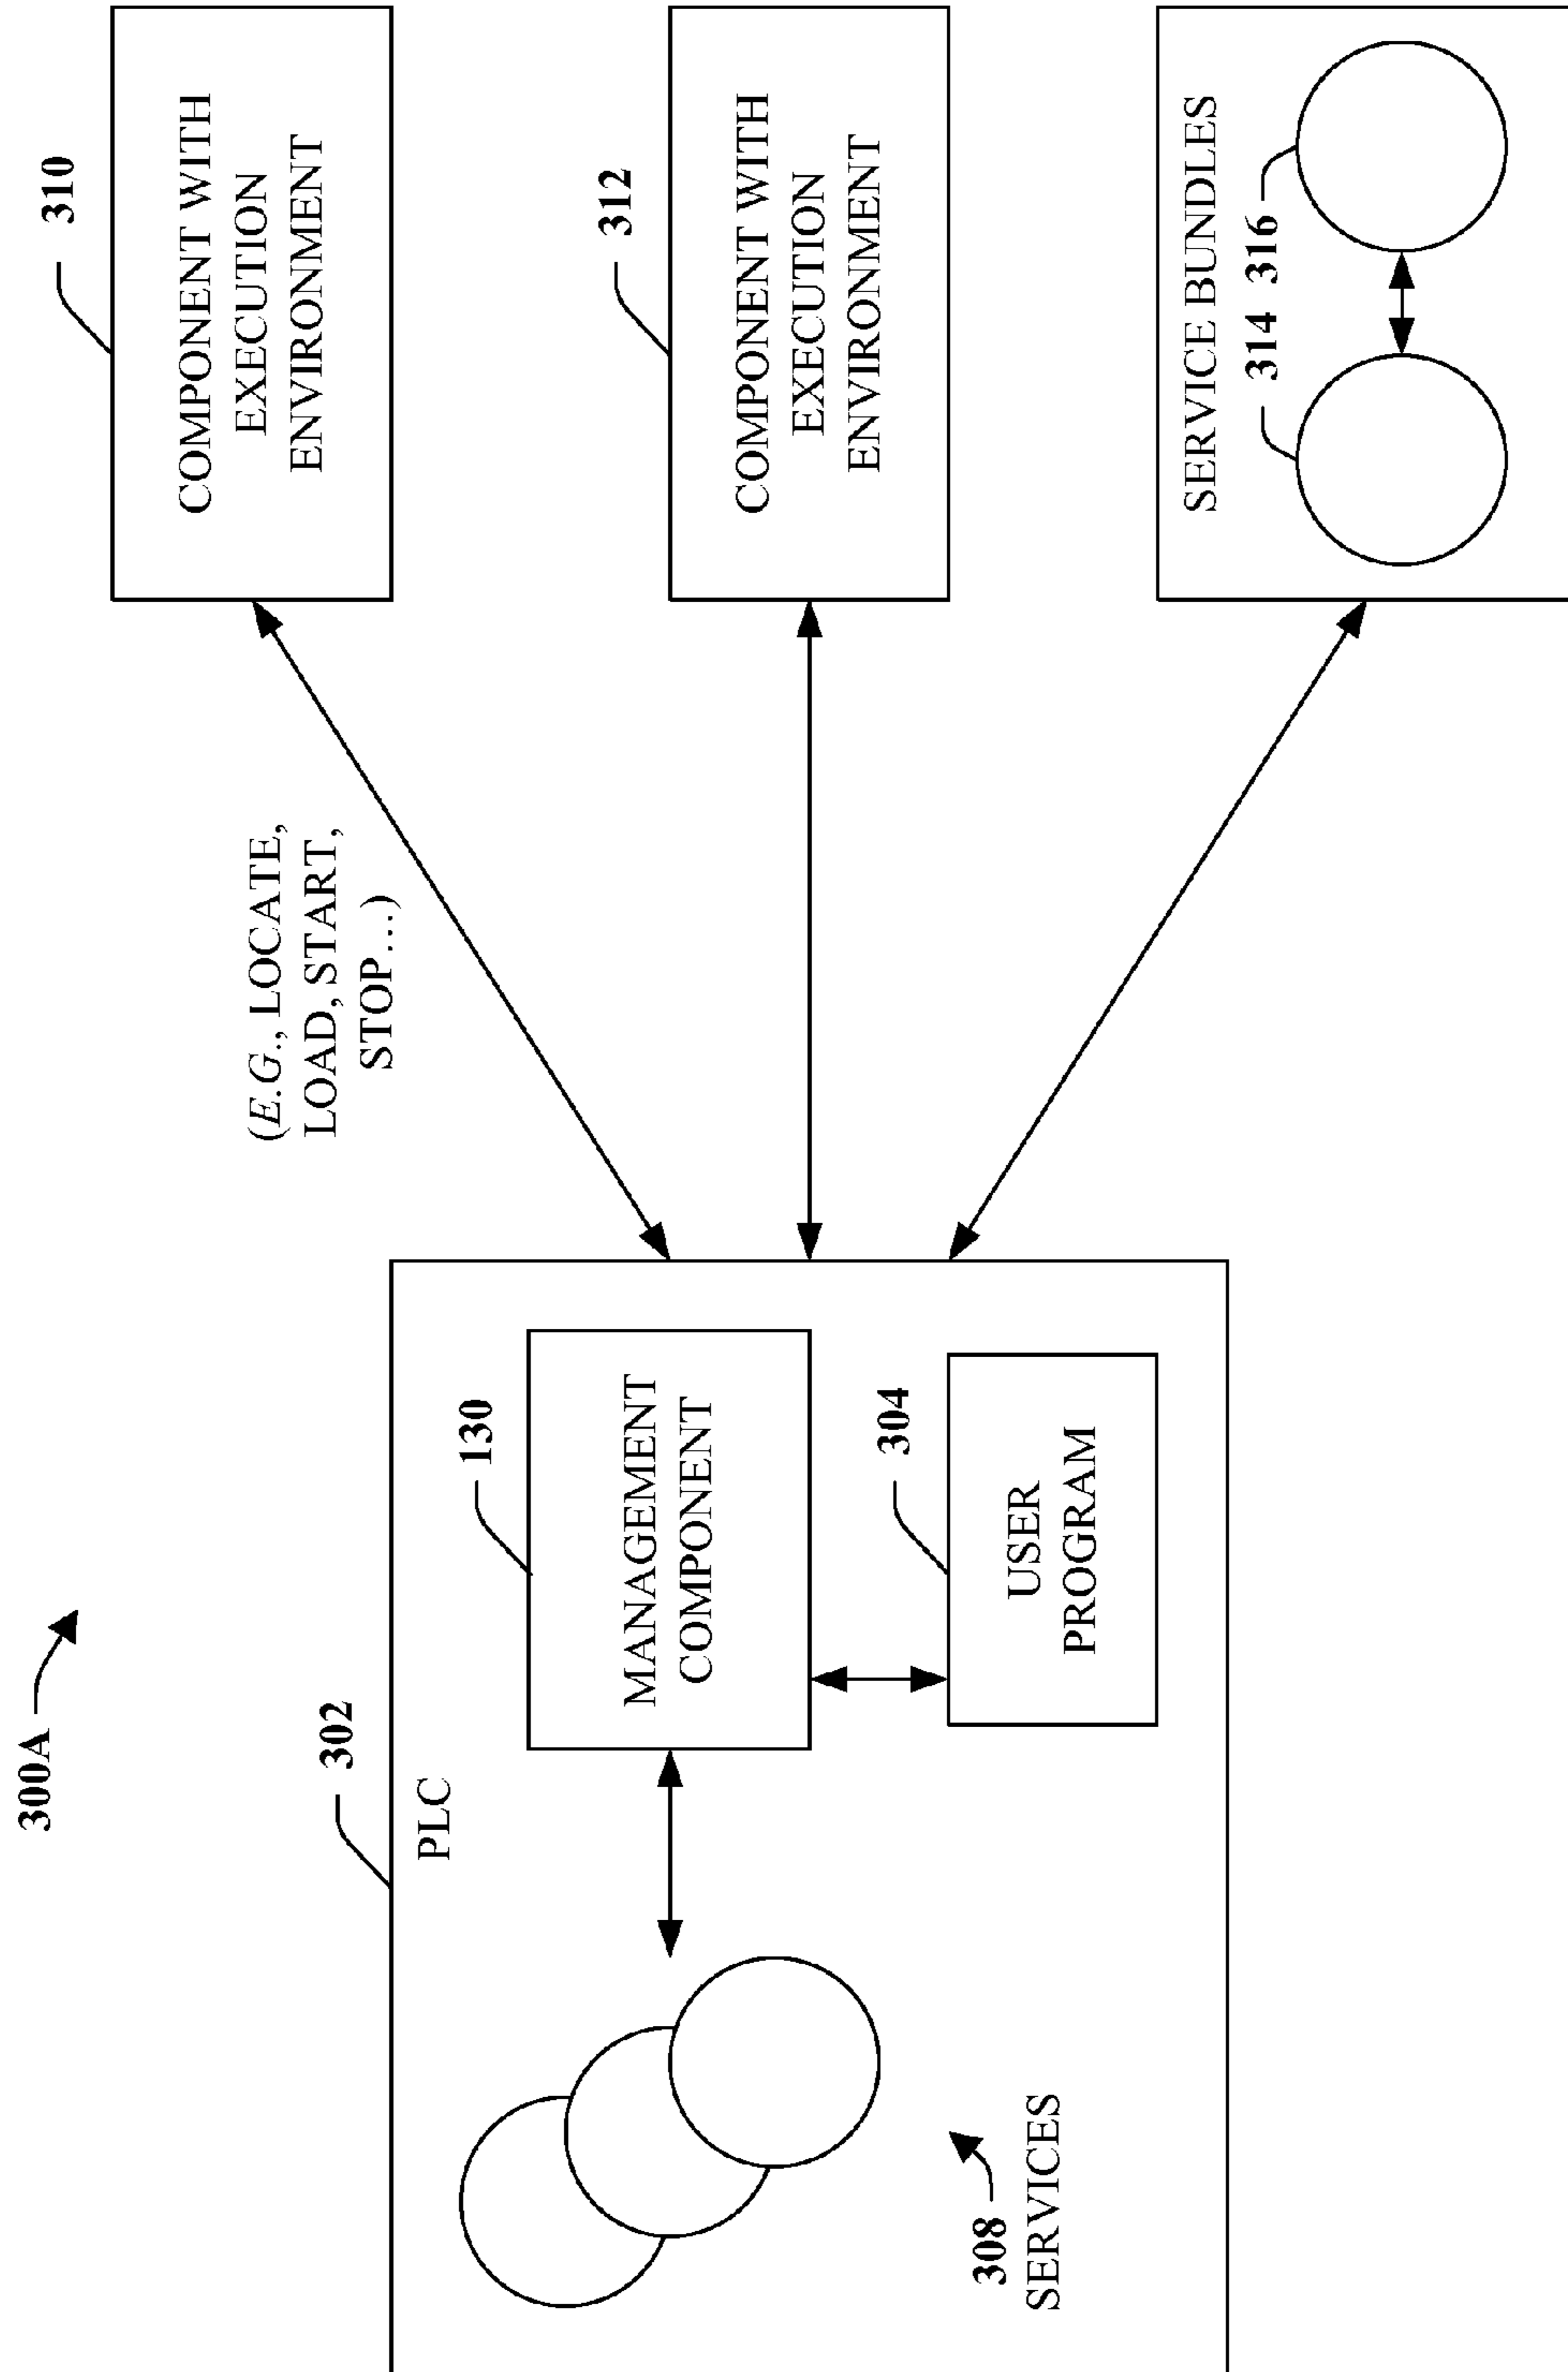 300A
302
PLC
130
MANAGEMENT
COMPONENT
304
USER
PROGRAM
308
SERVICES
(E.G., LOCATE,
LOAD, START,
STOP ...)
310
COMPONENT WITH
EXECUTION
ENVIRONMENT
312
COMPONENT WITH
EXECUTION
ENVIRONMENT
SERVICE BUNDLES
314 316